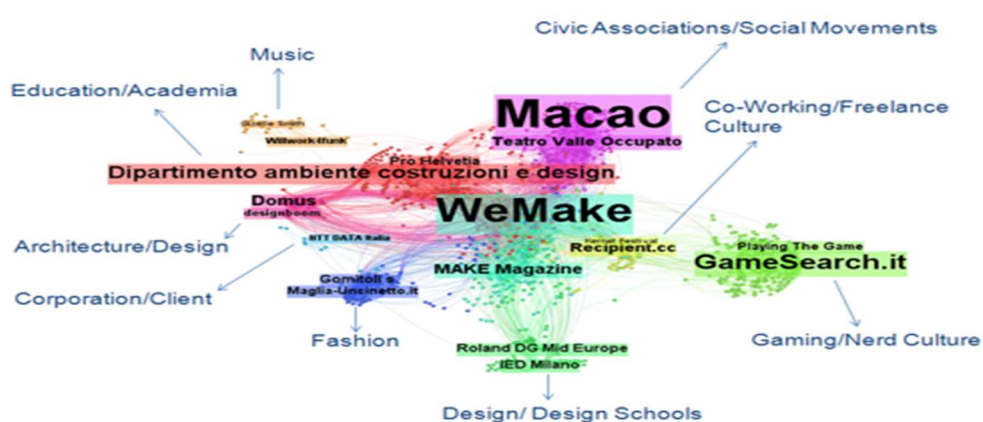 Civic Associations/Social Movements
Music
Education/Academia
Macao
Co-Working/Freelance
Culture
Willwork4funk
Teatro Valle Occupato
Pro Helvetia
Dipartimento ambiente costruzioni e design
Domus
designboom
WeMake
NTT DATA Italia
Architecture/Design
Kernel Festival
Recipient.cc
Playing The Game
GameSearch.it
MAKE Magazine
Gomitoli s.
Maglia-Uncinetto.it
Corporation/Client
Fashion
Roland DG Mid Europe
IED Milano
Gaming/Nerd Culture
Design/ Design Schools